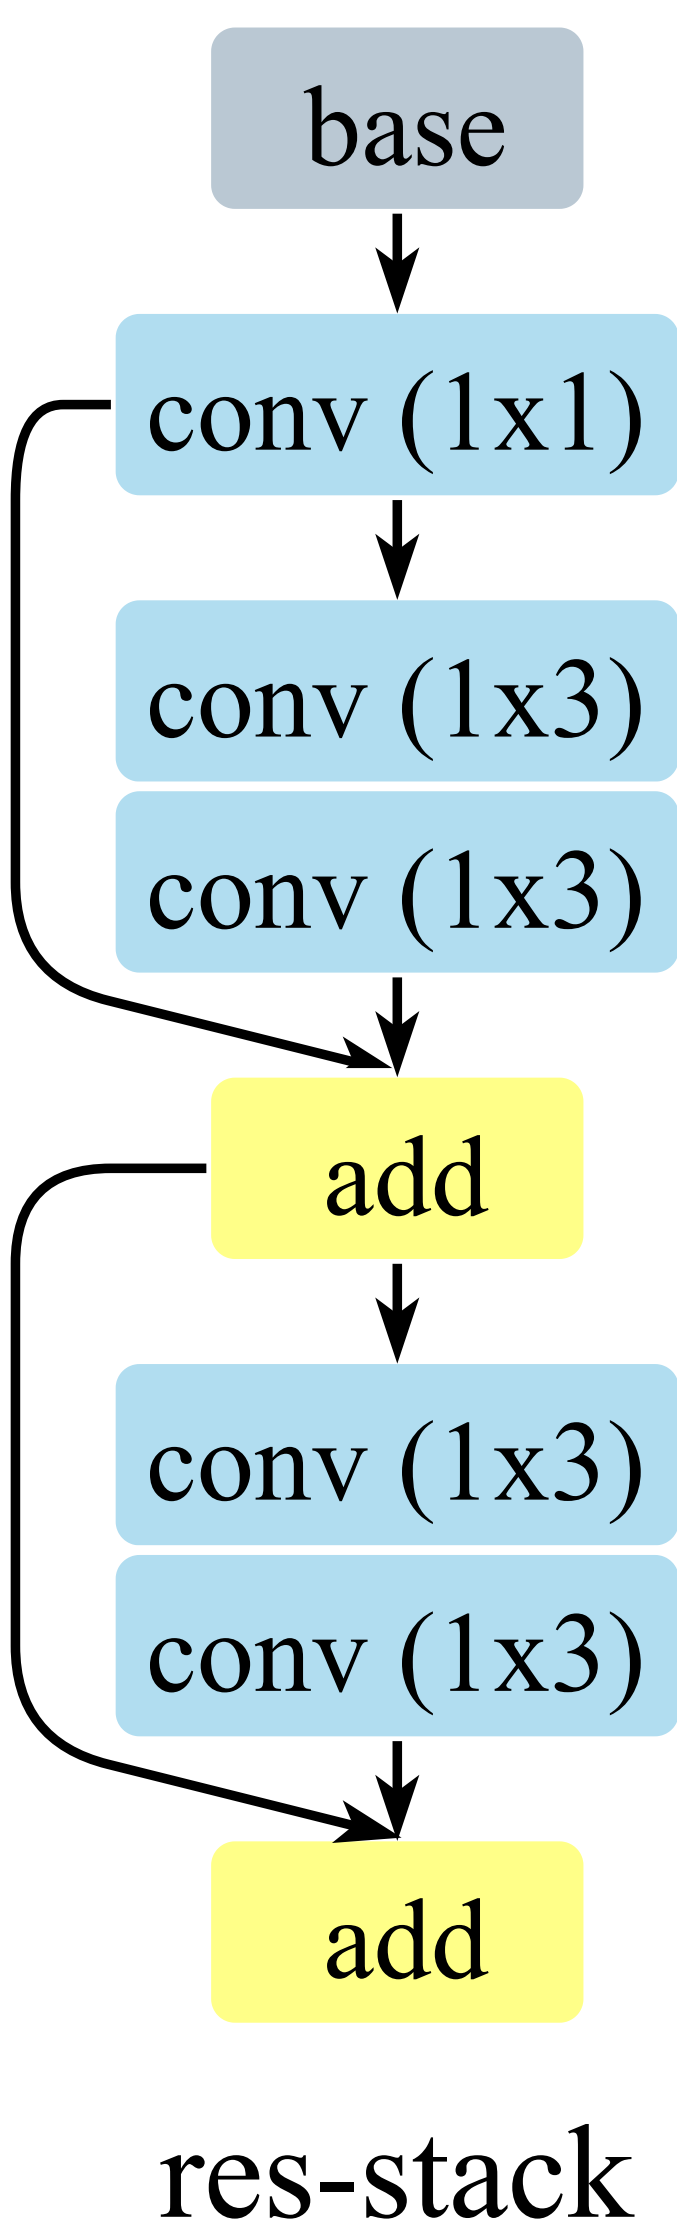 base
conv (1x1)
conv (1x3)
conv (1x3)
add
conv (1x3)
conv (1x3)
add
res-stack